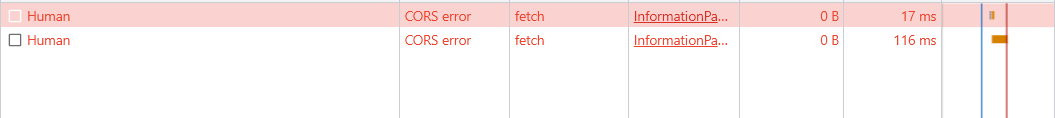 Human CORS error fetch InformationPa... 0 B 17 ms
Human CORS error fetch InformationPa... 0 B 116 ms